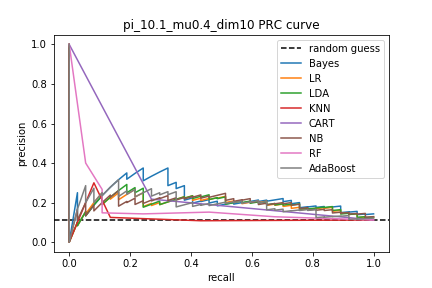 pi_10.1_mu0.4_dim10 PRC curve
precision
1.0
0.8
0.6
0.4
0.2
0.0
random guess
Bayes
LR
LDA
KNN
CART
NB
RF
AdaBoost
0.0 0.2 0.4 0.6 0.8 1.0
recall